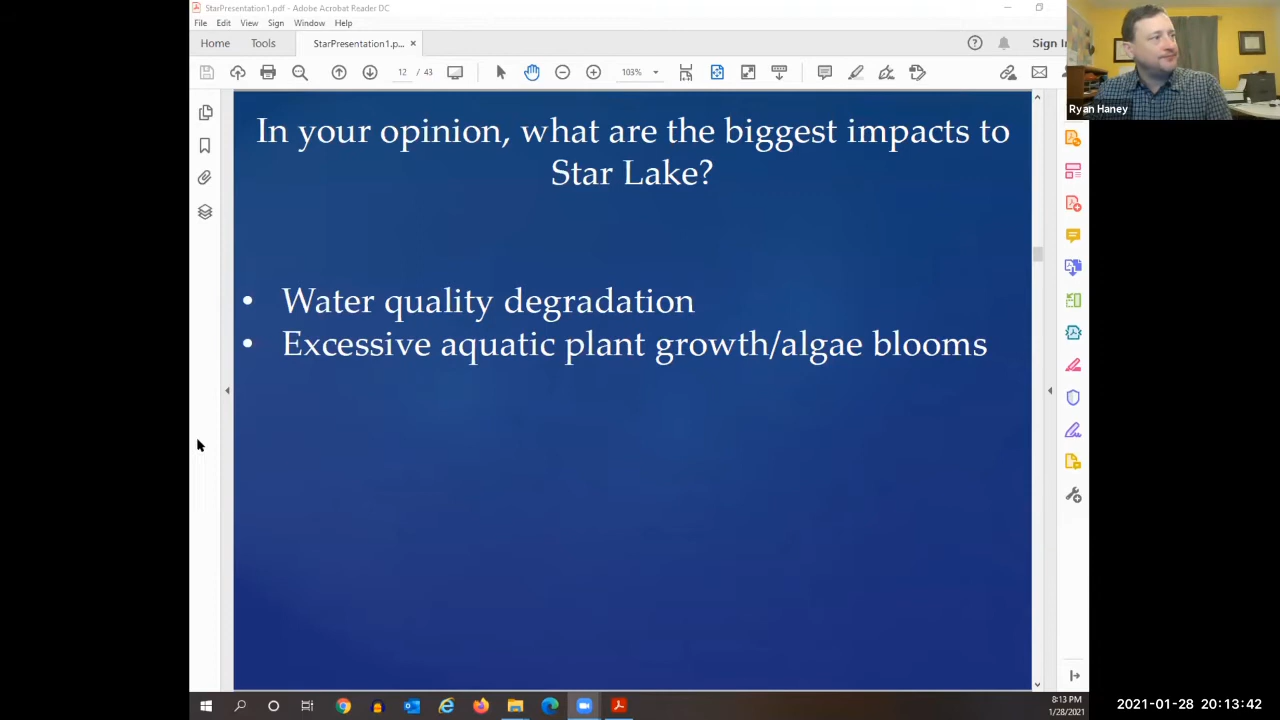 StarPresentation1.pdf - Adobe Acrobat Reader DC
File Edit View Sign Window Help
Home Tools StarPresentation1.p... × Sign In
12 / 43 103%
Ryan Haney
In your opinion, what are the biggest impacts to
Star Lake?
• Water quality degradation
• Excessive aquatic plant growth/algae blooms
8:13 PM
1/28/2021
2021-01-28 20:13:42